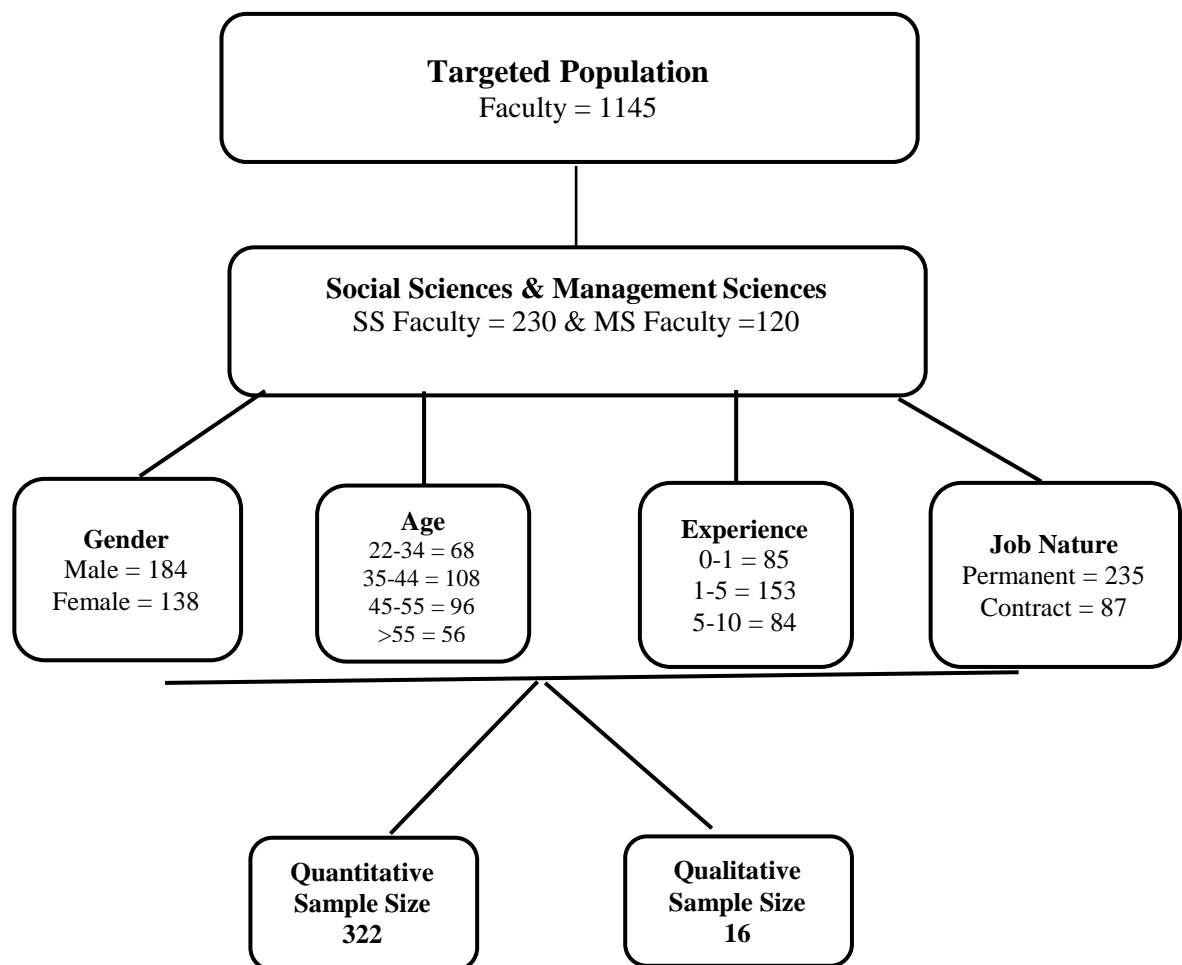 Targeted Population
Faculty = 1145
Social Sciences & Management Sciences
SS Faculty = 230 & MS Faculty =120
Gender
Male = 184
Female = 138
Age
22-34 = 68
35-44 = 108
45-55 = 96
>55 = 56
Experience
0-1 = 85
1-5 = 153
5-10 = 84
Job Nature
Permanent = 235
Contract = 87
Quantitative
Sample Size
322
Qualitative
Sample Size
16